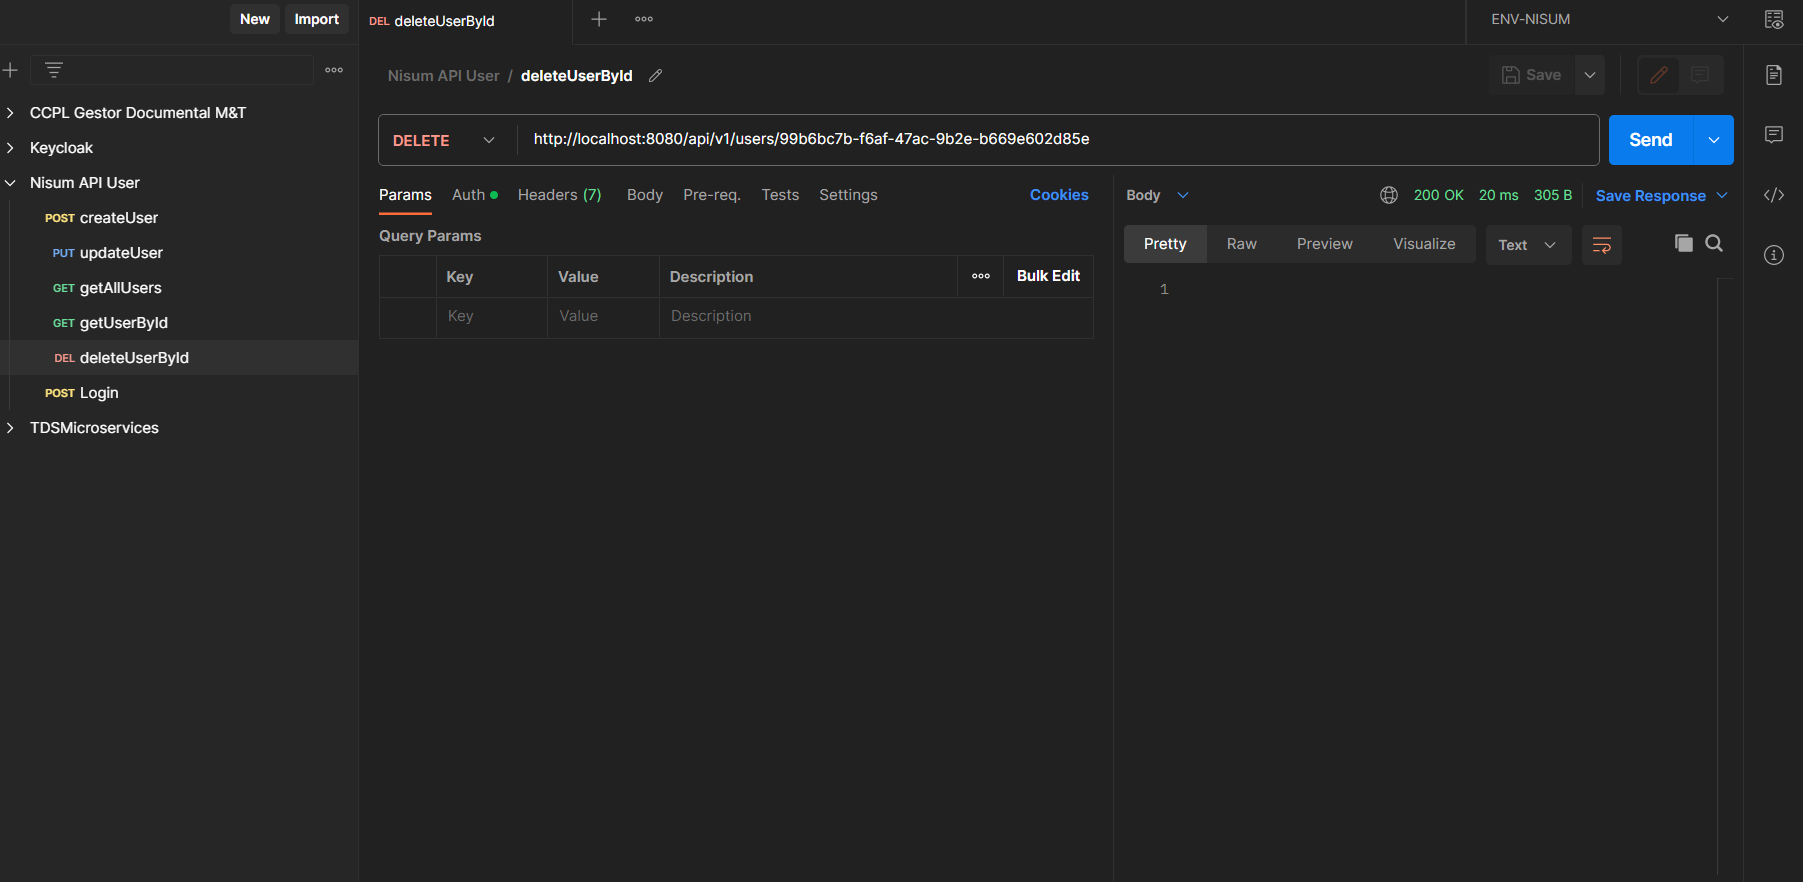 New Import
CCPL Gestor Documental M&T
Keycloak
Nisum API User
POST createUser
PUT updateUser
GET getAllUsers
GET getUserById
DEL deleteUserById
POST Login
TDSMicroservices
DEL deleteUserById
ENV-NISUM
Nisum API User / deleteUserById
Save
DELETE http://localhost:8080/api/v1/users/99b6bc7b-f6af-47ac-9b2e-b669e602d85e
Send
Params Auth Headers (7) Body Pre-req. Tests Settings Cookies
Query Params
Key Value Description Bulk Edit
Key Value Description
Body 200 OK 20 ms 305 B Save Response
Pretty Raw Preview Visualize Text
1